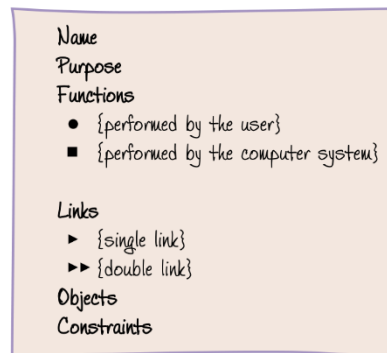 Name
Purpose
Functions
● {performed by the user}
■ {performed by the computer system}
Links
► {single link}
►► {double link}
Objects
Constraints